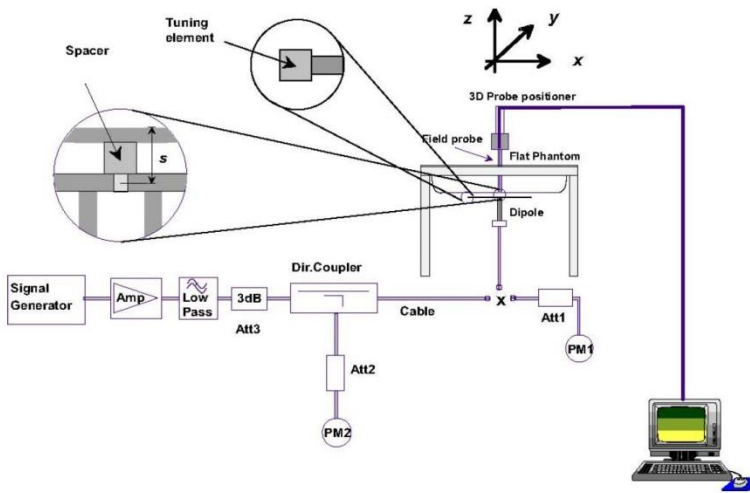 Tuning
element
Spacer
s
z
y
x
3D Probe positioner
Field probe
Flat Phantom
Dipole
Signal
Generator
Amp
Low
Pass
3dB
Att3
Dir.Coupler
Cable
x
Att1
PM1
Att2
PM2